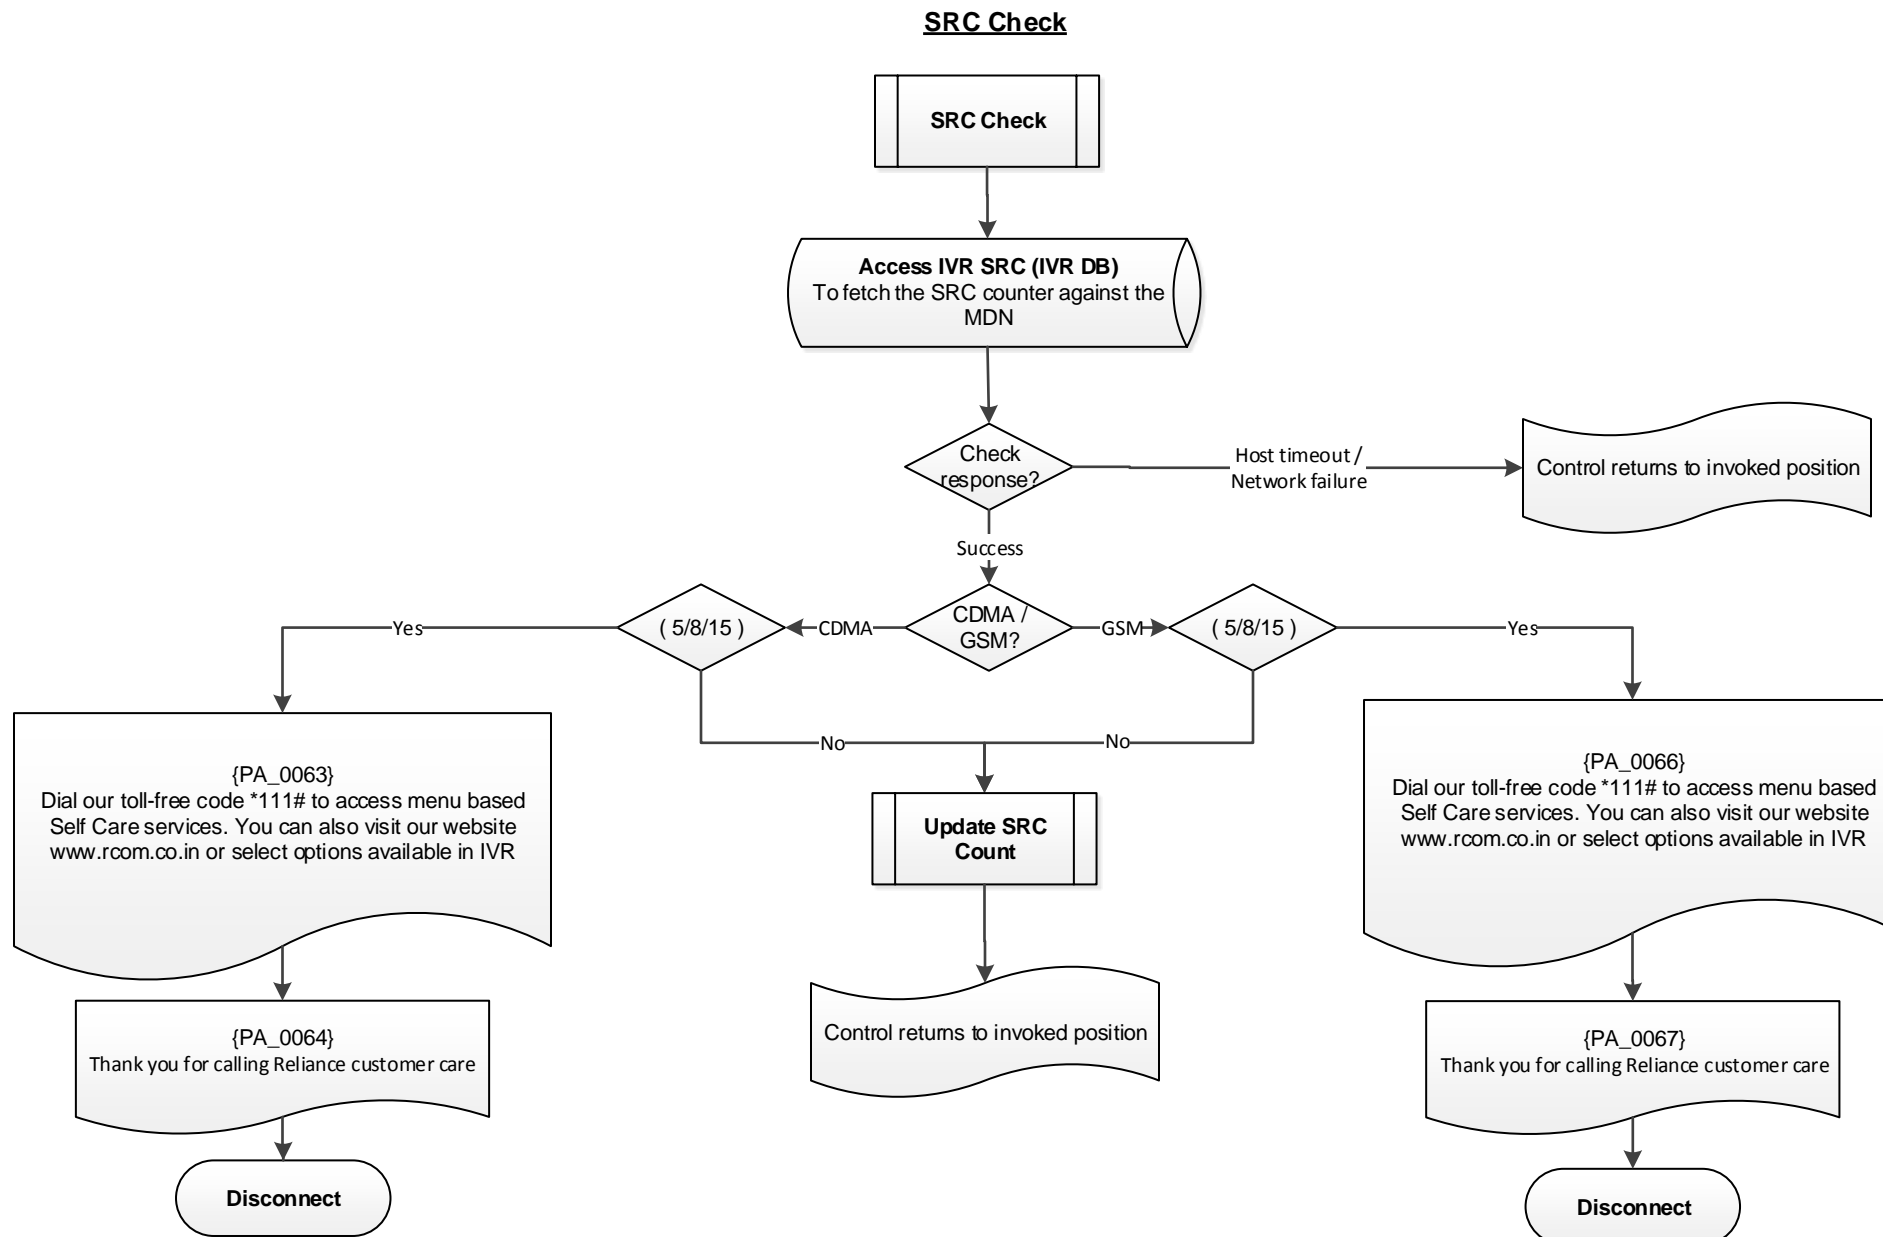 SRC Check
SRC Check
Access IVR SRC (IVR DB)
To fetch the SRC counter against the
MDN
Check
response?
Host timeout /
Network failure
Control returns to invoked position
Success
Yes
( 5/8/15 )
CDMA
CDMA /
GSM?
GSM
( 5/8/15 )
Yes
No
No
{PA_0063}
Dial our toll-free code *111# to access menu based
Self Care services. You can also visit our website
www.rcom.co.in or select options available in IVR
Update SRC
Count
{PA_0066}
Dial our toll-free code *111# to access menu based
Self Care services. You can also visit our website
www.rcom.co.in or select options available in IVR
{PA_0064}
Thank you for calling Reliance customer care
Control returns to invoked position
{PA_0067}
Thank you for calling Reliance customer care
Disconnect
Disconnect